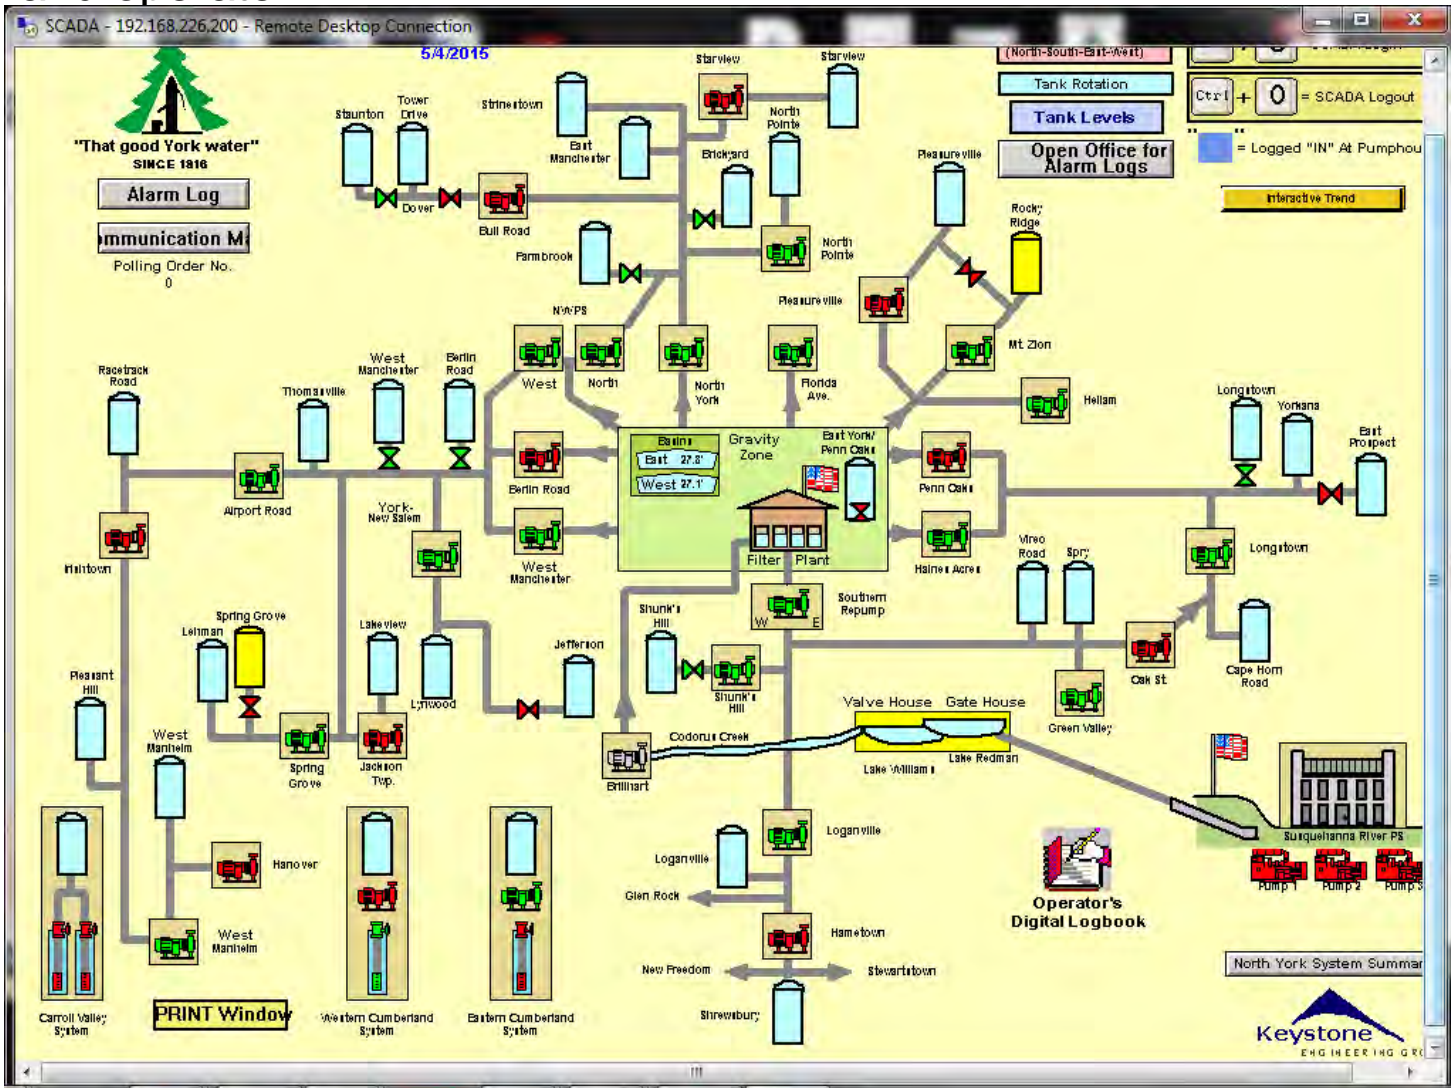 SCADA - 192.168.226.200 - Remote Desktop Connection
5/4/2015
(North-South-East-West)
Tank Rotation
Tank Levels
Open Office for
Alarm Logs
Ctrl + 0 = SCADA Logout
= Logged "IN" At Pumphou
Interactive Trend
"That good York water"
SINCE 1816
Alarm Log
mmunication Ma
Polling Order No.
0
Staunton
Tower
Drive
Dover
Bull Road
Strinestown
East
Manchester
Starview
Starview
North
Pointe
Brickyard
North
Pointe
Farmbrook
NWPS
West
North
North
York
Florida
Ave.
Pleasureville
Rocky
Ridge
Pleasureville
Mt. Zion
Hellam
Racetrack
Road
Thomasville
West
Manchester
Berlin
Road
Airport Road
Irishtown
Berlin Road
West
Manchester
York-
New Salem
Basins
East 27.8'
West 27.1'
Gravity
Zone
East York/
Penn Oaks
Filter Plant
Penn Oaks
Haines Acres
Longstown
Yorkana
East
Prospect
Longstown
Vireo
Road
Spry
Oak St.
Cape Horn
Road
Green Valley
Southern
Repump
W E
Shunk's
Hill
Shunk's
Hill
Lehman
Spring Grove
Lakeview
Lynwood
Jefferson
Spring
Grove
Jackson
Twp.
Pleasant
Hill
West
Manheim
Hanover
West
Manheim
Brillhart
Codorus Creek
Valve House
Gate House
Lake Williams
Lake Redman
Susquehanna River PS
Pump 1
Pump 2
Pump 3
Loganville
Loganville
Glen Rock
Hametown
New Freedom
Stewartstown
Shrewsbury
Operator's
Digital Logbook
Carroll Valley
System
PRINT Window
Western Cumberland
System
Eastern Cumberland
System
North York System Summar
Keystone
ENGINEERING GRO